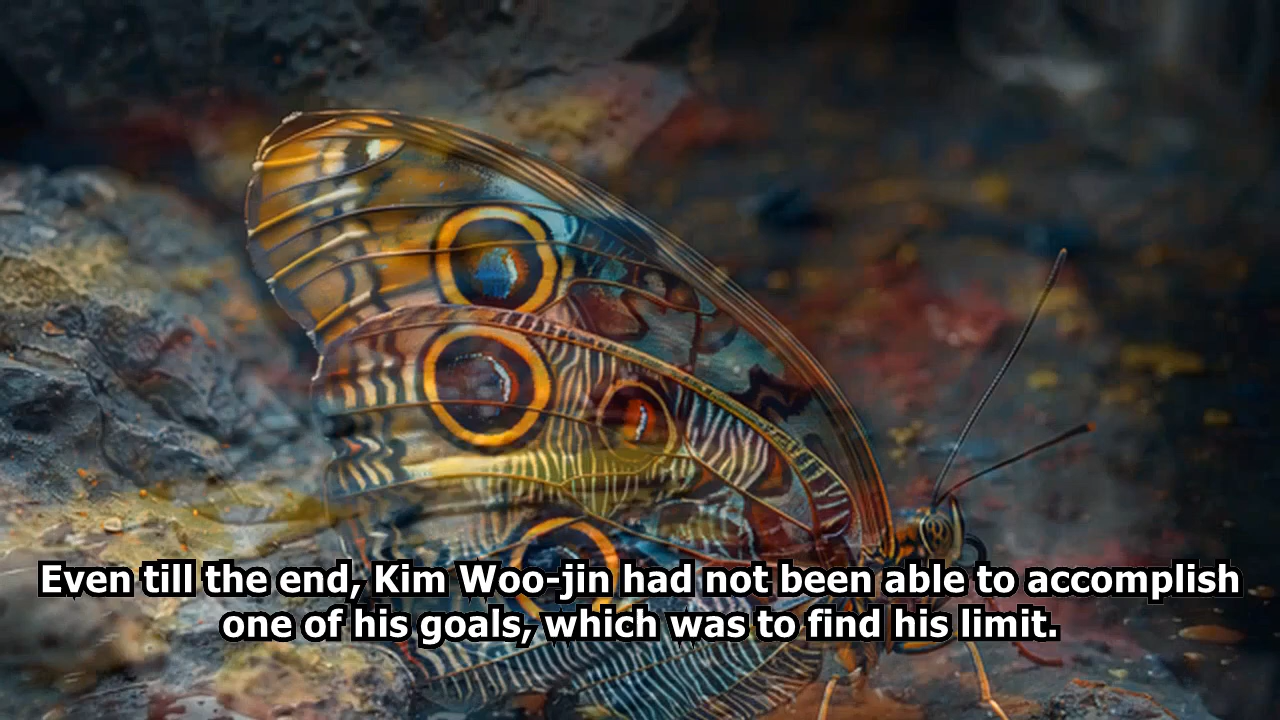 Even till the end, Kim Woo-jin had not been able to accomplish
one of his goals, which was to find his limit.